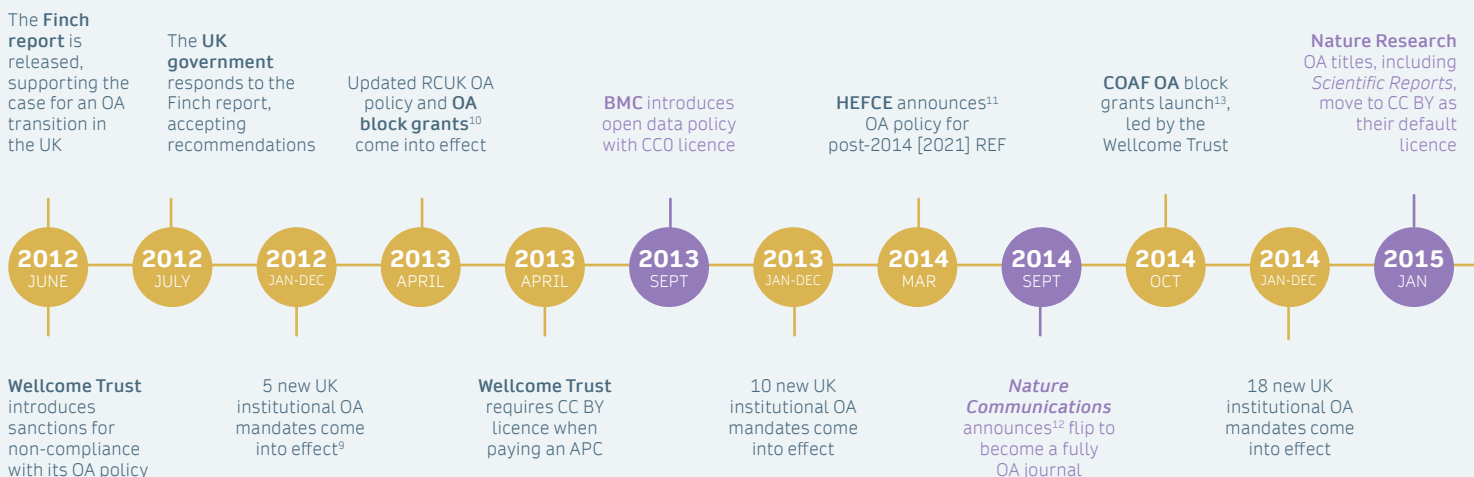 The Finch
report is
released,
supporting the
case for an OA
transition in
the UK
The UK
government
responds to the
Finch report,
accepting
recommendations
Updated RCUK OA
policy and OA
block grants¹⁰
come into effect
BMC introduces
open data policy
with CC0 licence
HEFCE announces¹¹
OA policy for
post-2014 [2021] REF
COAF OA block
grants launch¹³,
led by the
Wellcome Trust
Nature Research
OA titles, including
Scientific Reports,
move to CC BY as
their default
licence
2012
JUNE
2012
JULY
2012
JAN-DEC
2013
APRIL
2013
APRIL
2013
SEPT
2013
JAN-DEC
2014
MAR
2014
SEPT
2014
OCT
2014
JAN-DEC
2015
JAN
Wellcome Trust
introduces
sanctions for
non-compliance
with its OA policy
5 new UK
institutional OA
mandates come
into effect⁹
Wellcome Trust
requires CC BY
licence when
paying an APC
10 new UK
institutional OA
mandates come
into effect
Nature
Communications
announces¹² flip to
become a fully
OA journal
18 new UK
institutional OA
mandates come
into effect